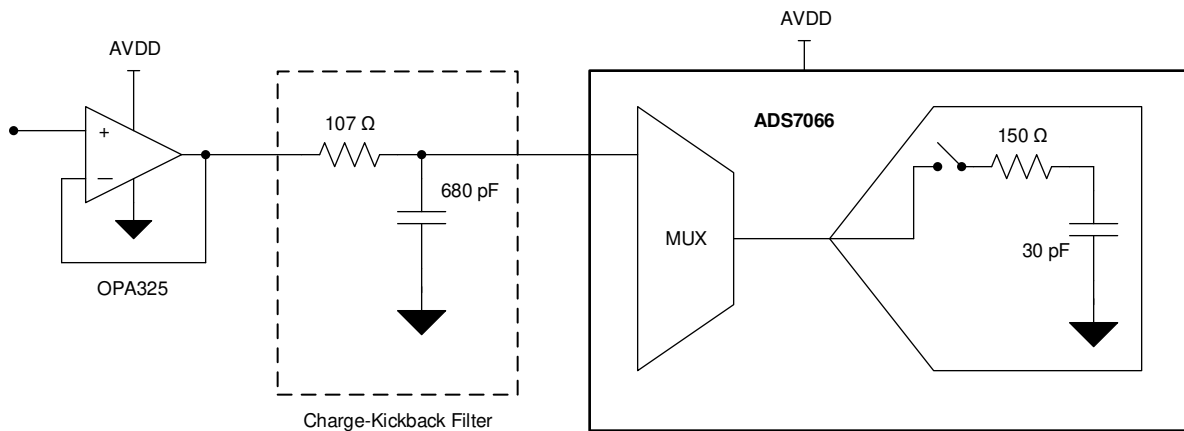 AVDD
AVDD
+
−
OPA325
107 Ω
680 pF
Charge-Kickback Filter
ADS7066
MUX
150 Ω
30 pF